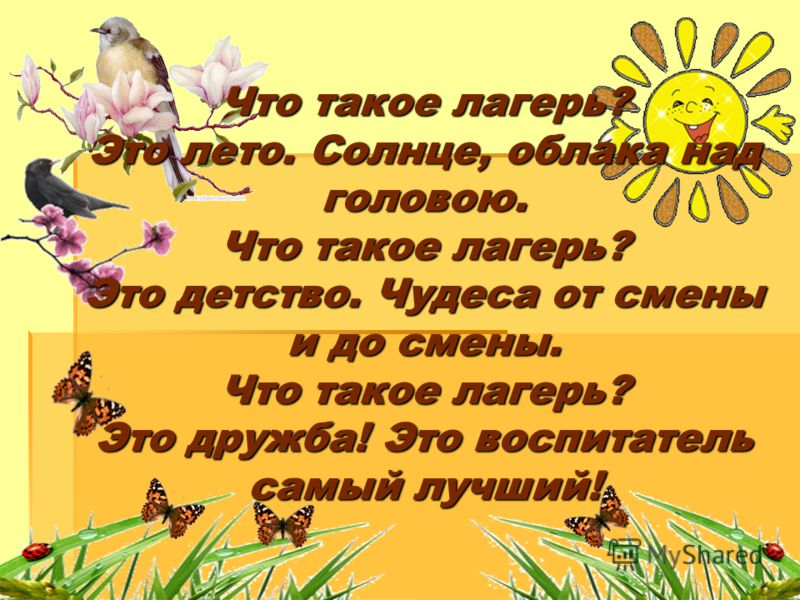 Что такое лагерь?
Это лето. Солнце, облака над
головою.
Что такое лагерь?
Это детство. Чудеса от смены
и до смены.
Что такое лагерь?
Это дружба! Это воспитатель
самый лучший!
MyShared